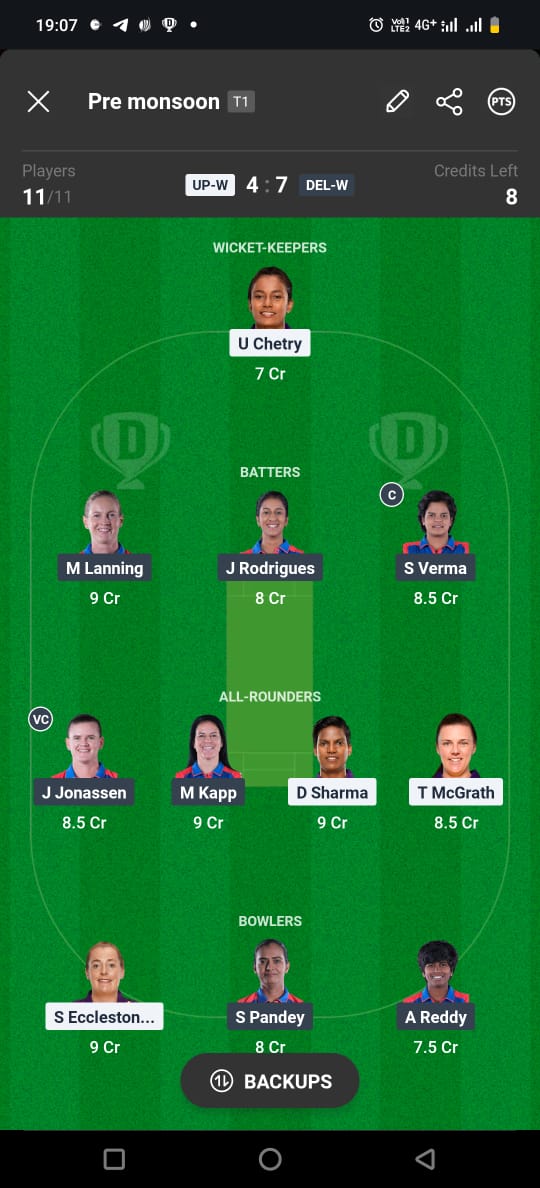 19:07
Vo1 LTE2 4G+
Pre monsoon T1 PTS
Players Credits Left
11/11 UP-W 4 : 7 DEL-W 8
WICKET-KEEPERS
U Chetry
7 Cr
D D
BATTERS
C
M Lanning J Rodrigues S Verma
9 Cr 8 Cr 8.5 Cr
ALL-ROUNDERS
VC
J Jonassen M Kapp D Sharma T McGrath
8.5 Cr 9 Cr 9 Cr 8.5 Cr
BOWLERS
S Eccleston... S Pandey A Reddy
9 Cr 8 Cr 7.5 Cr
BACKUPS